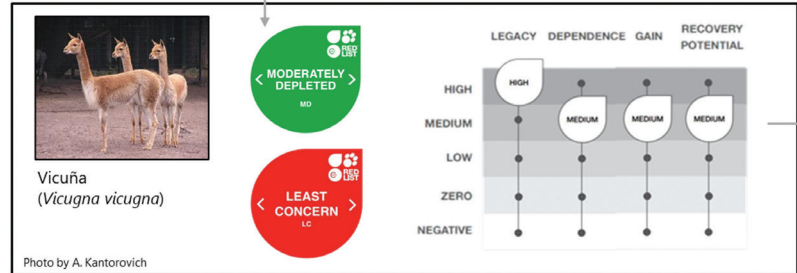 Vicuña
(Vicugna vicugna)
Photo by A. Kantorovich
RED
LIST
MODERATELY
DEPLETED
MD
RED
LIST
LEAST
CONCERN
LC
LEGACY DEPENDENCE GAIN RECOVERY
POTENTIAL
HIGH
HIGH
MEDIUM
MEDIUM
MEDIUM
MEDIUM
LOW
ZERO
NEGATIVE